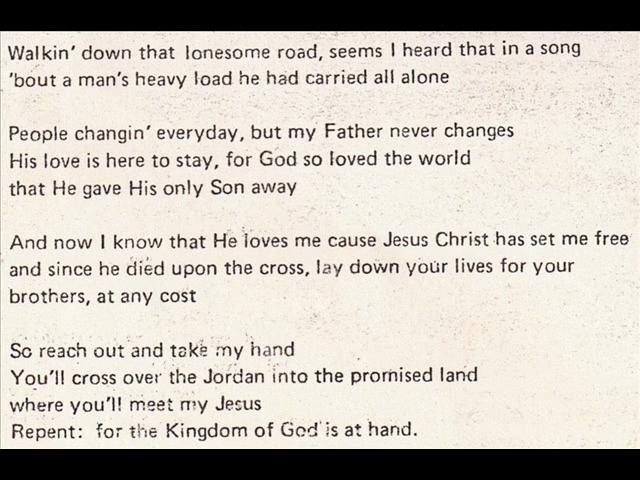 Walkin' down that lonesome road, seems I heard that in a song
'bout a man's heavy load he had carried all alone
People changin' everyday, but my Father never changes
His love is here to stay, for God so loved the world
that He gave His only Son away
And now I know that He loves me cause Jesus Christ has set me free
and since he died upon the cross, lay down your lives for your
brothers, at any cost
So reach out and take my hand
You'll cross over the Jordan into the promised land
where you'll meet my Jesus
Repent: for the Kingdom of God is at hand.